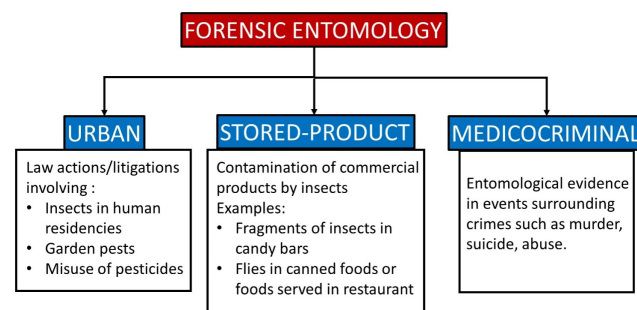 FORENSIC ENTOMOLOGY
URBAN
Law actions/litigations
involving :
• Insects in human
residencies
• Garden pests
• Misuse of pesticides
STORED-PRODUCT
Contamination of commercial
products by insects
Examples:
• Fragments of insects in
candy bars
• Flies in canned foods or
foods served in restaurant
MEDICOCRIMINAL
Entomological evidence
in events surrounding
crimes such as murder,
suicide, abuse.